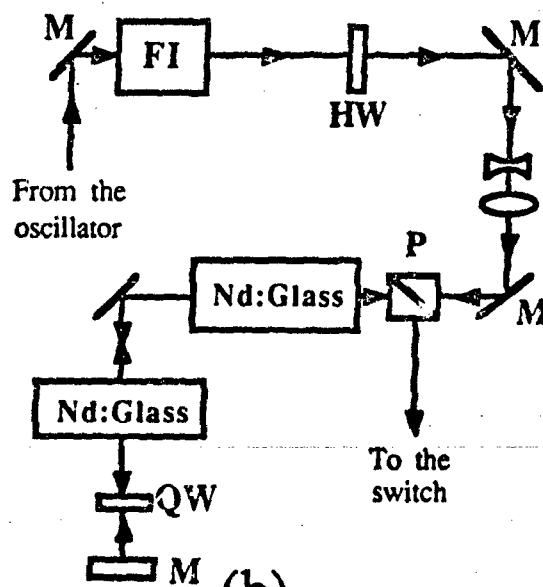 M
FI
M
HW
From the
oscillator
P
Nd:Glass
M
Nd:Glass
To the
switch
QW
M
(b)